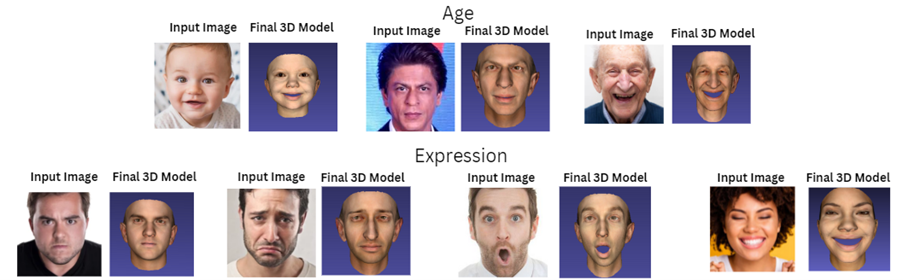 Age
Input Image Final 3D Model Input Image Final 3D Model Input Image Final 3D Model
Expression
Input Image Final 3D Model Input Image Final 3D Model Input Image Final 3D Model Input Image Final 3D Model